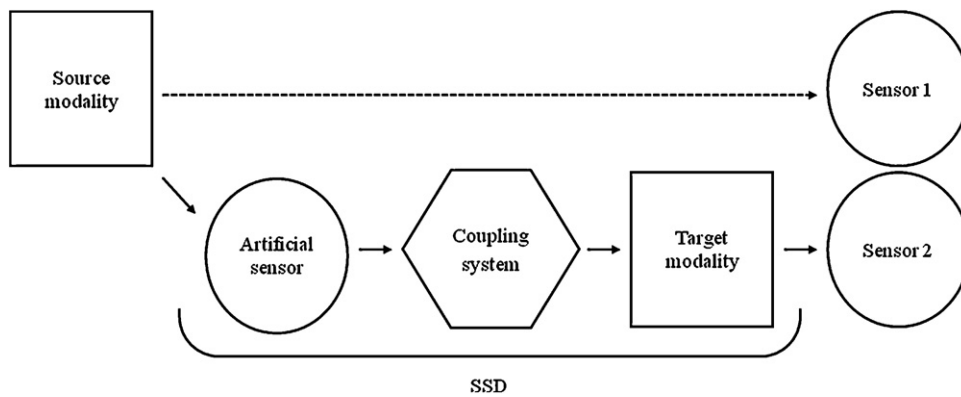 Source
modality
Sensor 1
Artificial
sensor
Coupling
system
Target
modality
Sensor 2
SSD